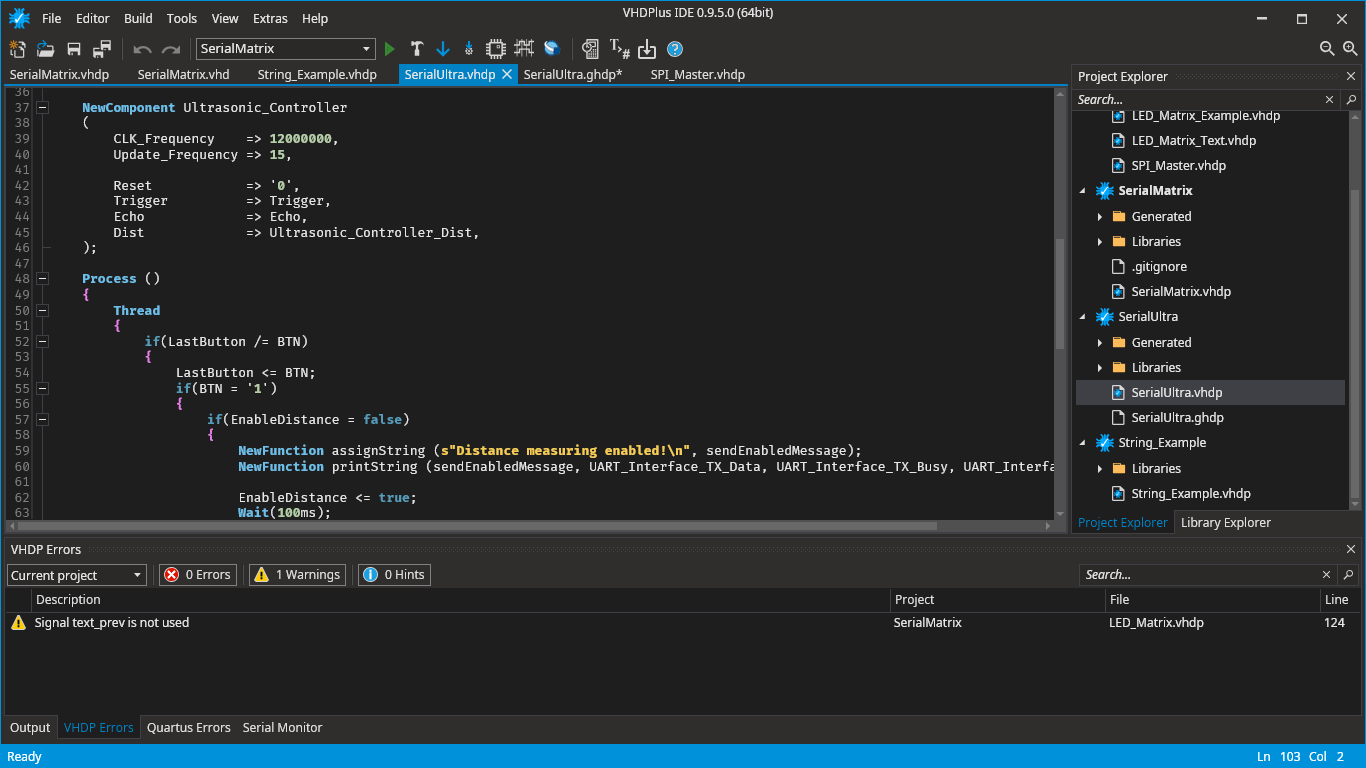 VHDPlus IDE 0.9.5.0 (64bit)
File Editor Build Tools View Extras Help
SerialMatrix
SerialMatrix.vhdp SerialMatrix.vhd String_Example.vhdp SerialUltra.vhdp SerialUltra.ghdp* SPI_Master.vhdp
36
37 NewComponent Ultrasonic_Controller
38 (
39 CLK_Frequency => 12000000,
40 Update_Frequency => 15,
41
42 Reset => '0',
43 Trigger => Trigger,
44 Echo => Echo,
45 Dist => Ultrasonic_Controller_Dist,
46 );
47
48 Process ()
49 {
50 Thread
51 {
52 if(LastButton /= BTN)
53 {
54 LastButton <= BTN;
55 if(BTN = '1')
56 {
57 if(EnableDistance = false)
58 {
59 NewFunction assignString (s"Distance measuring enabled!\n", sendEnabledMessage);
60 NewFunction printString (sendEnabledMessage, UART_Interface_TX_Data, UART_Interface_TX_Busy, UART_Interfa
61
62 EnableDistance <= true;
63 Wait(100ms);
Project Explorer
Search...
LED_Matrix_Example.vhdp
LED_Matrix_Text.vhdp
SPI_Master.vhdp
SerialMatrix
Generated
Libraries
.gitignore
SerialMatrix.vhdp
SerialUltra
Generated
Libraries
SerialUltra.vhdp
SerialUltra.ghdp
String_Example
Libraries
String_Example.vhdp
Project Explorer Library Explorer
VHDP Errors
Current project 0 Errors 1 Warnings 0 Hints Search...
Description Project File Line
Signal text_prev is not used SerialMatrix LED_Matrix.vhdp 124
Output VHDP Errors Quartus Errors Serial Monitor
Ready Ln 103 Col 2